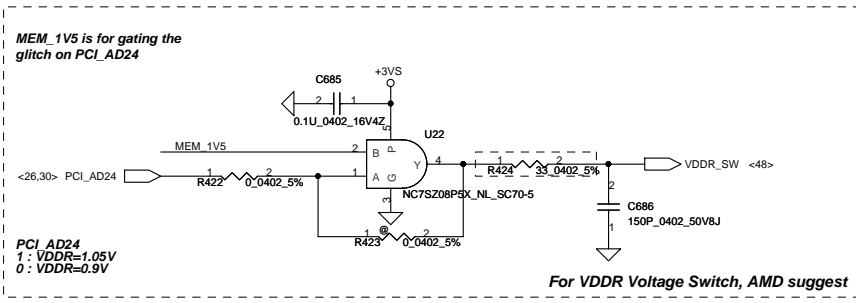 MEM_1V5 is for gating the
glitch on PCI_AD24
+3VS
C685
2 1
0.1U_0402_16V4Z
5
U22
MEM_1V5
2
B
P
Y
4
1
R424
2
33_0402_5%
VDDR_SW <48>
<26,30> PCI_AD24
1
R422
2
0_0402_5%
1
A
G
NC7SZ08P5X_NL_SC70-5
3
2
C686
150P_0402_50V8J
1
@
1
R423
2
0_0402_5%
PCI_AD24
1 : VDDR=1.05V
0 : VDDR=0.9V
For VDDR Voltage Switch, AMD suggest